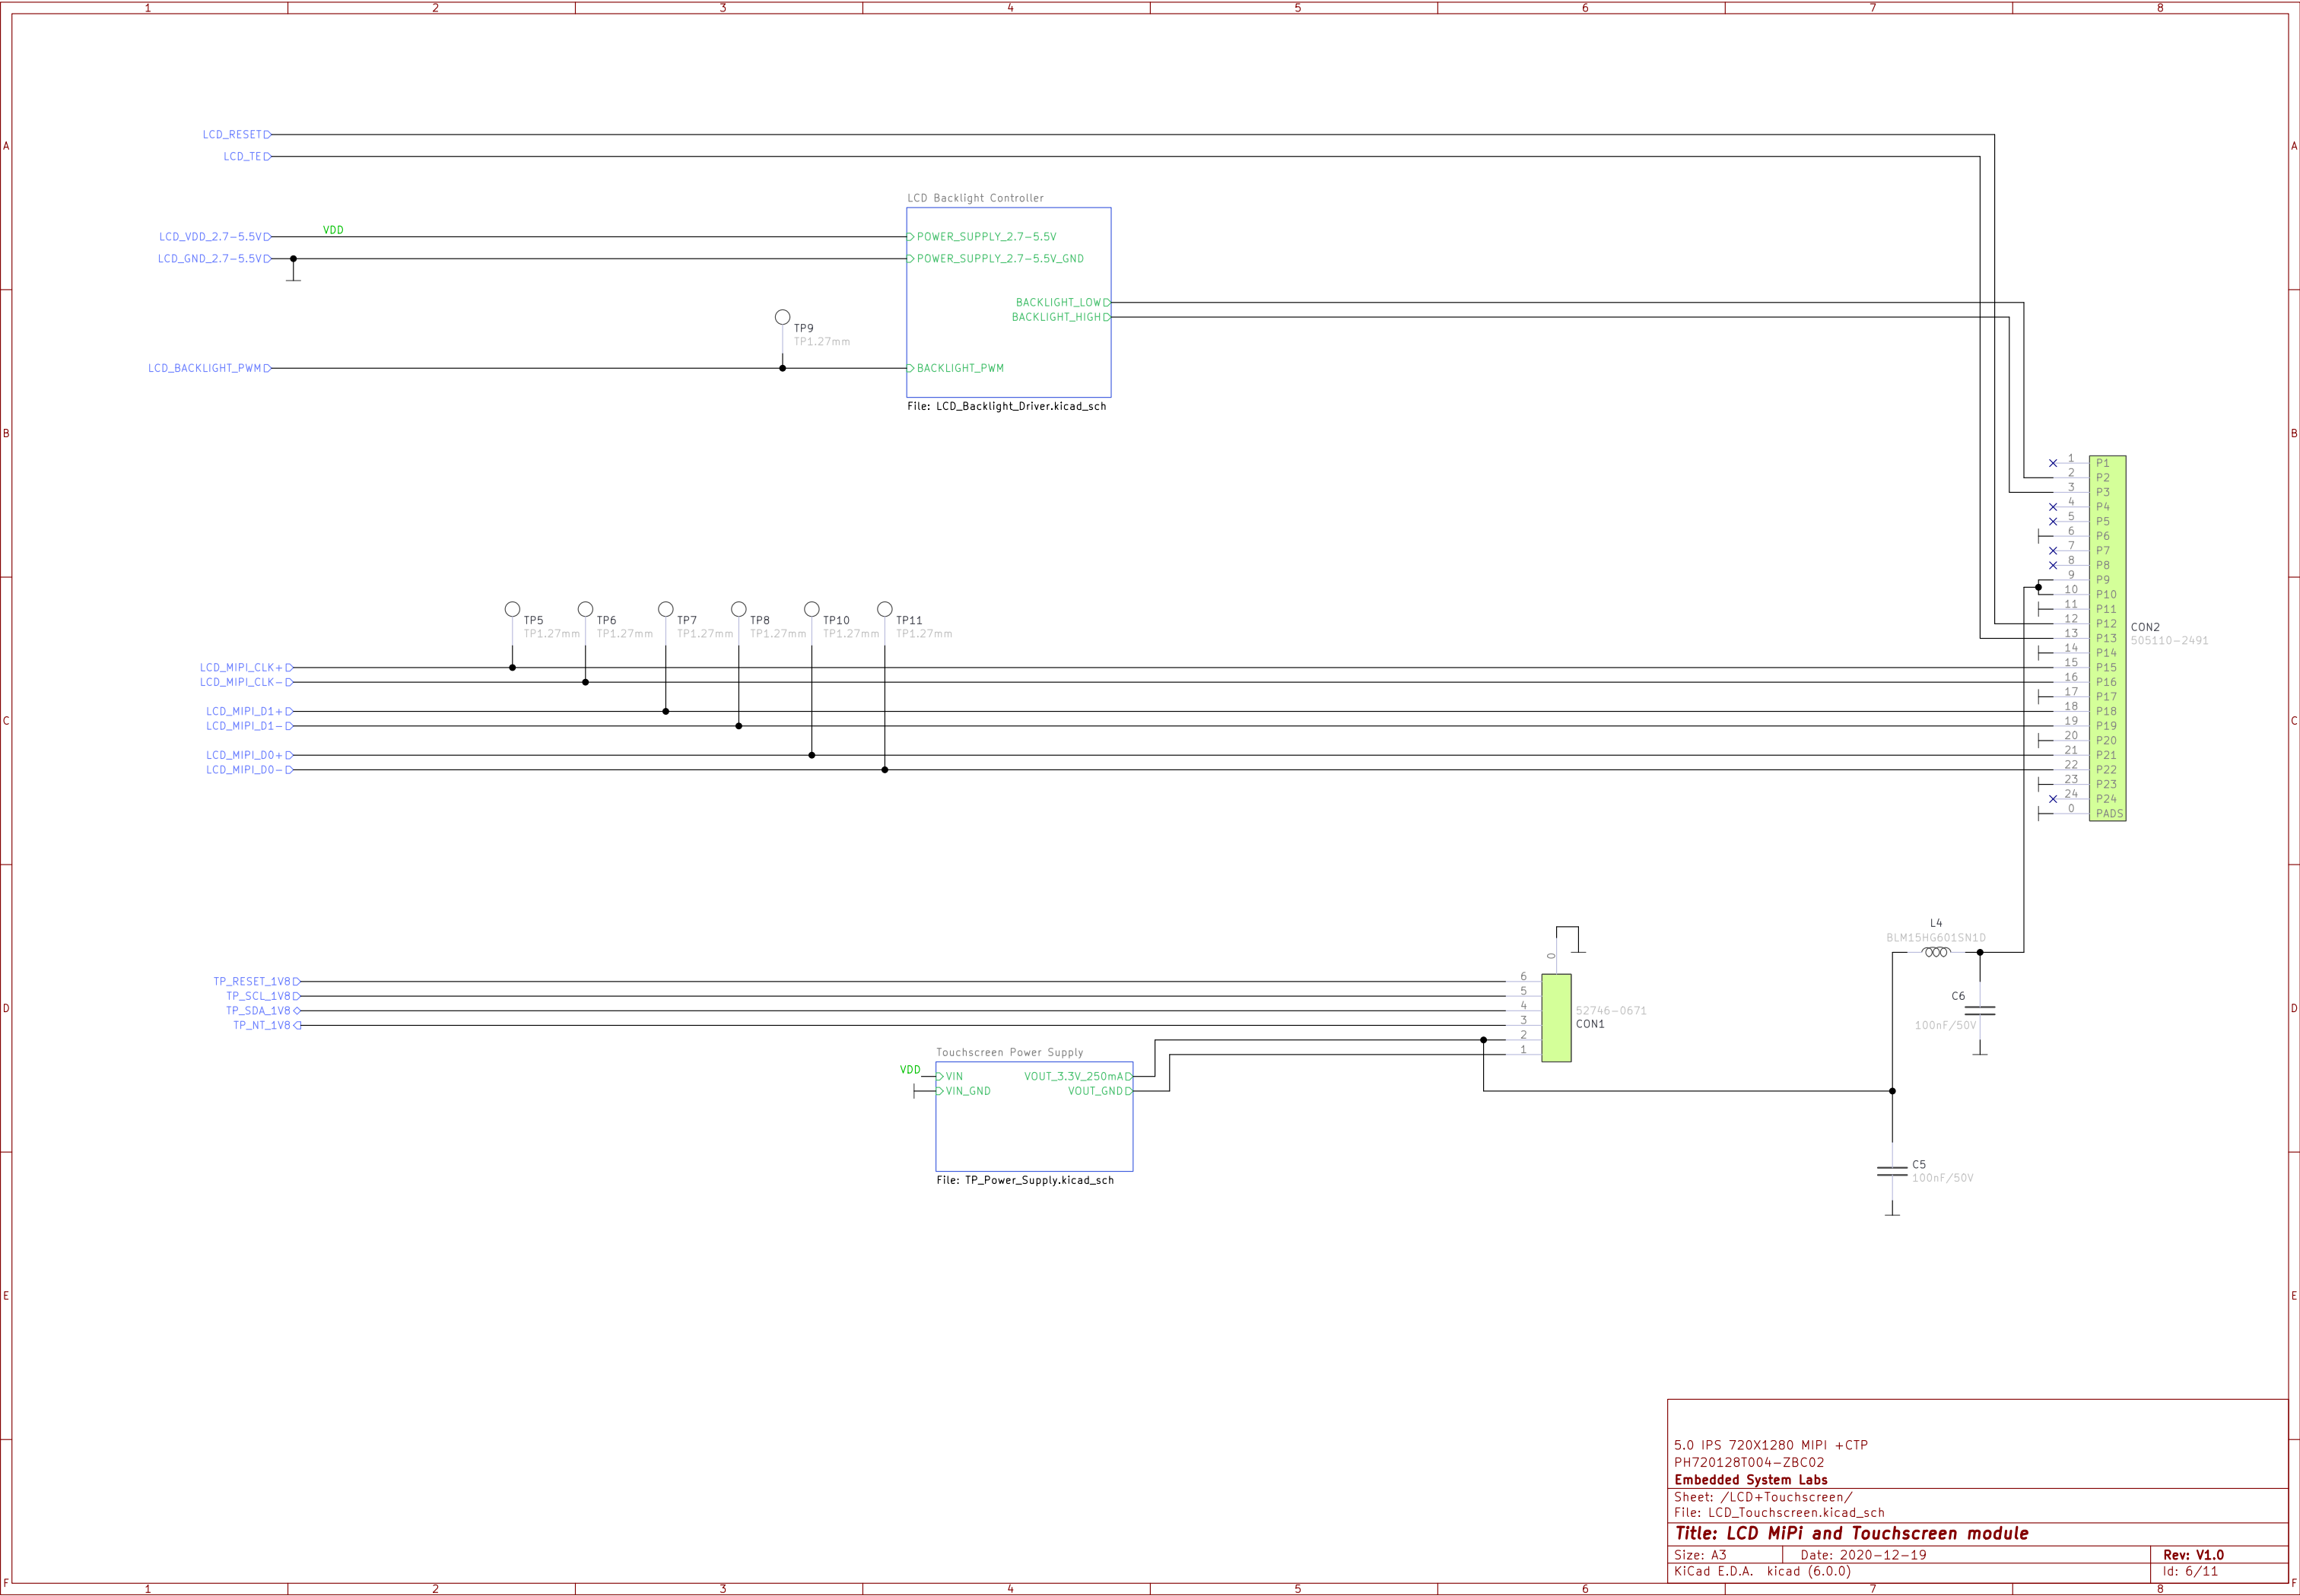 1 2 3 4 5 6 7 8
A A
B B
C C
D D
E E
F F
LCD_RESET
LCD_TE
LCD_VDD_2.7-5.5V
VDD
LCD_GND_2.7-5.5V
LCD_BACKLIGHT_PWM
TP9
TP1.27mm
LCD Backlight Controller
POWER_SUPPLY_2.7-5.5V
POWER_SUPPLY_2.7-5.5V_GND
BACKLIGHT_LOW
BACKLIGHT_HIGH
BACKLIGHT_PWM
File: LCD_Backlight_Driver.kicad_sch
1 P1
2 P2
3 P3
4 P4
5 P5
6 P6
7 P7
8 P8
9 P9
10 P10
11 P11
12 P12
13 P13
14 P14
15 P15
16 P16
17 P17
18 P18
19 P19
20 P20
21 P21
22 P22
23 P23
24 P24
0 PADS
CON2
505110-2491
TP5
TP1.27mm
TP6
TP1.27mm
TP7
TP1.27mm
TP8
TP1.27mm
TP10
TP1.27mm
TP11
TP1.27mm
LCD_MIPI_CLK+
LCD_MIPI_CLK-
LCD_MIPI_D1+
LCD_MIPI_D1-
LCD_MIPI_D0+
LCD_MIPI_D0-
L4
BLM15HG601SN1D
C6
100nF/50V
TP_RESET_1V8
TP_SCL_1V8
TP_SDA_1V8
TP_NT_1V8
0
6
5
4
3
2
1
52746-0671
CON1
Touchscreen Power Supply
VDD
VIN
VOUT_3.3V_250mA
VIN_GND
VOUT_GND
File: TP_Power_Supply.kicad_sch
C5
100nF/50V
5.0 IPS 720X1280 MIPI +CTP
PH720128T004-ZBC02
Embedded System Labs
Sheet: /LCD+Touchscreen/
File: LCD_Touchscreen.kicad_sch
Title: LCD MiPi and Touchscreen module
Size: A3 Date: 2020-12-19 Rev: V1.0
KiCad E.D.A. kicad (6.0.0) Id: 6/11
1 2 3 4 5 6 7 8